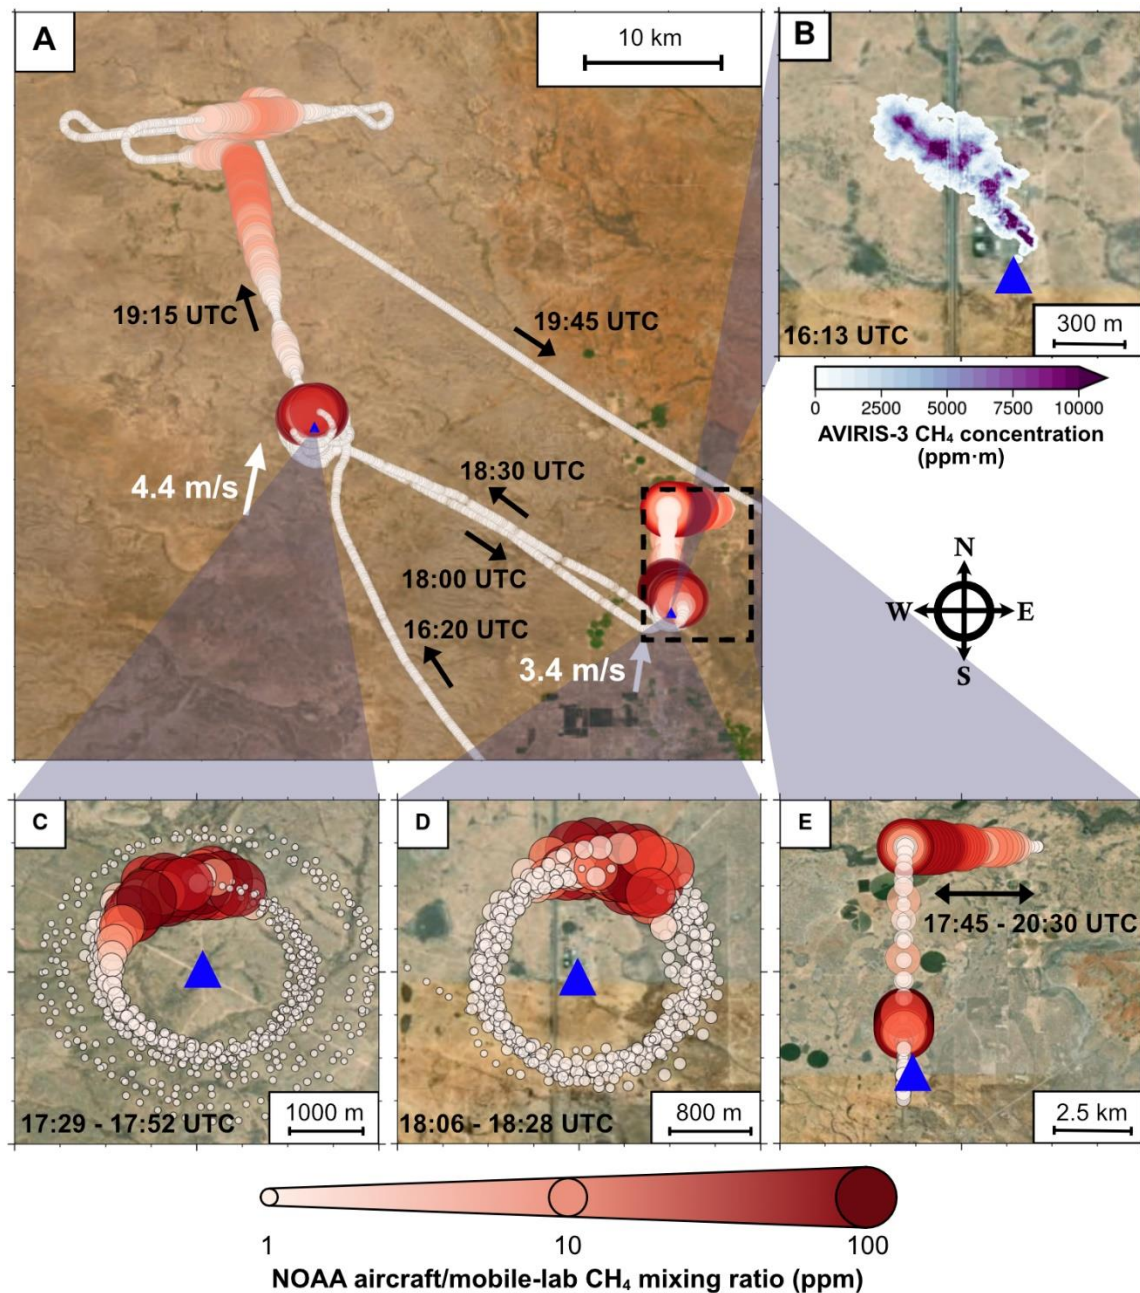 A
10 km
19:15 UTC
19:45 UTC
4.4 m/s
18:30 UTC
18:00 UTC
16:20 UTC
3.4 m/s
B
16:13 UTC
300 m
0 2500 5000 7500 10000
AVIRIS-3 CH₄ concentration
(ppm·m)
N
W E
S
C
17:29 - 17:52 UTC
1000 m
D
18:06 - 18:28 UTC
800 m
E
17:45 - 20:30 UTC
2.5 km
1 10 100
NOAA aircraft/mobile-lab CH₄ mixing ratio (ppm)